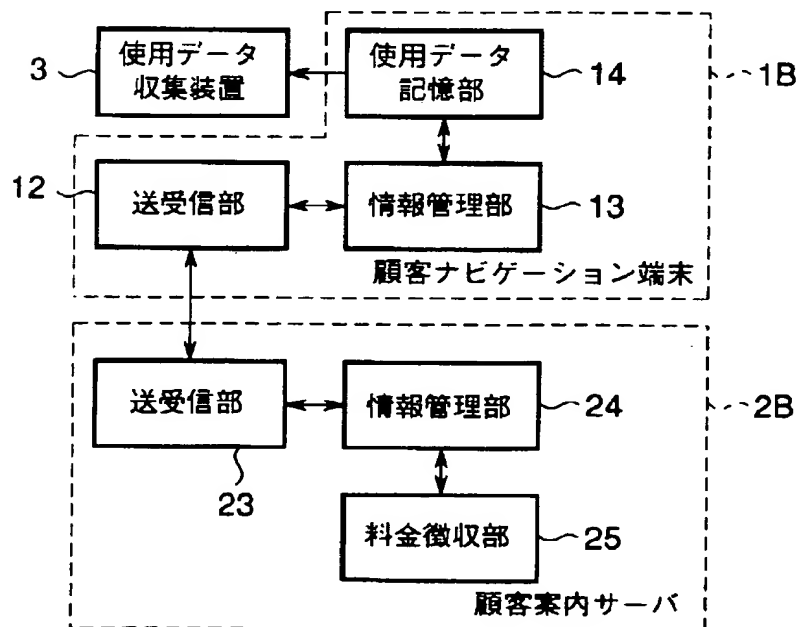 3
使用データ
収集装置
使用データ
記憶部
14
1B
12
送受信部
情報管理部
13
顧客ナビゲーション端末
送受信部
情報管理部
24
2B
23
料金徴収部
25
顧客案内サーバ